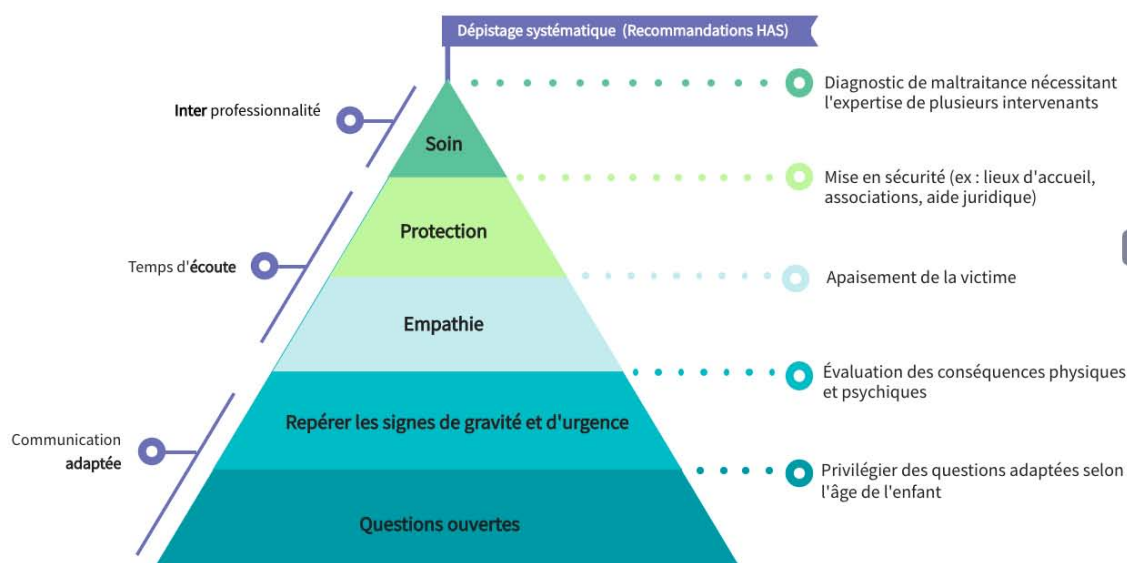 Dépistage systématique (Recommandations HAS)
Diagnostic de maltraitance nécessitant
l'expertise de plusieurs intervenants
Inter professionnalité
Soin
Mise en sécurité (ex : lieux d'accueil,
associations, aide juridique)
Protection
Temps d'écoute
Apaisement de la victime
Empathie
Évaluation des conséquences physiques
et psychiques
Repérer les signes de gravité et d'urgence
Communication
adaptée
Privilégier des questions adaptées selon
l'âge de l'enfant
Questions ouvertes